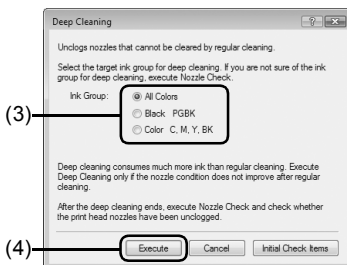 Deep Cleaning
Unclogs nozzles that cannot be cleared by regular cleaning.
Select the target ink group for deep cleaning. If you are not sure of the ink
group for deep cleaning, execute Nozzle Check.
Ink Group: All Colors
(3)
Black PGBK
Color C, M, Y, BK
Deep cleaning consumes much more ink than regular cleaning. Execute
Deep Cleaning only if the nozzle condition does not improve after regular
cleaning.
After the deep cleaning ends, execute Nozzle Check and check whether
the print head nozzles have been unclogged.
(4) Execute Cancel Initial Check Items